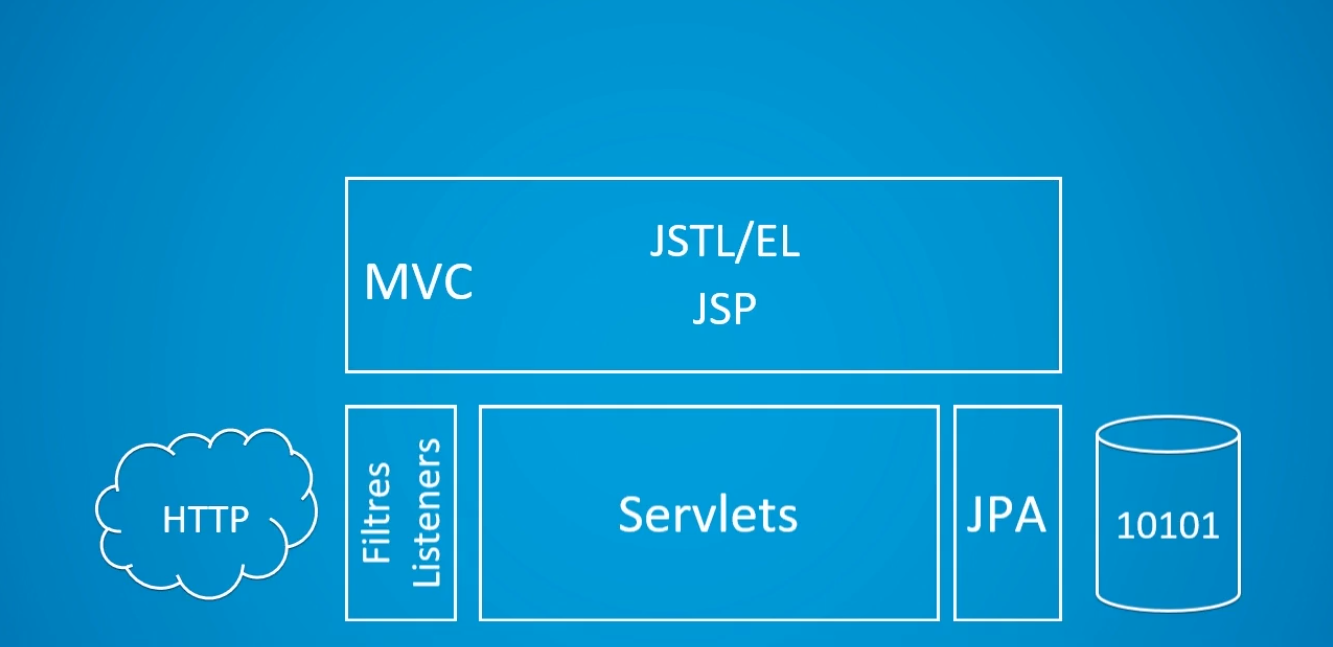 JSTL/EL
MVC
JSP
HTTP
Filtres
Listeners
Servlets
JPA
10101